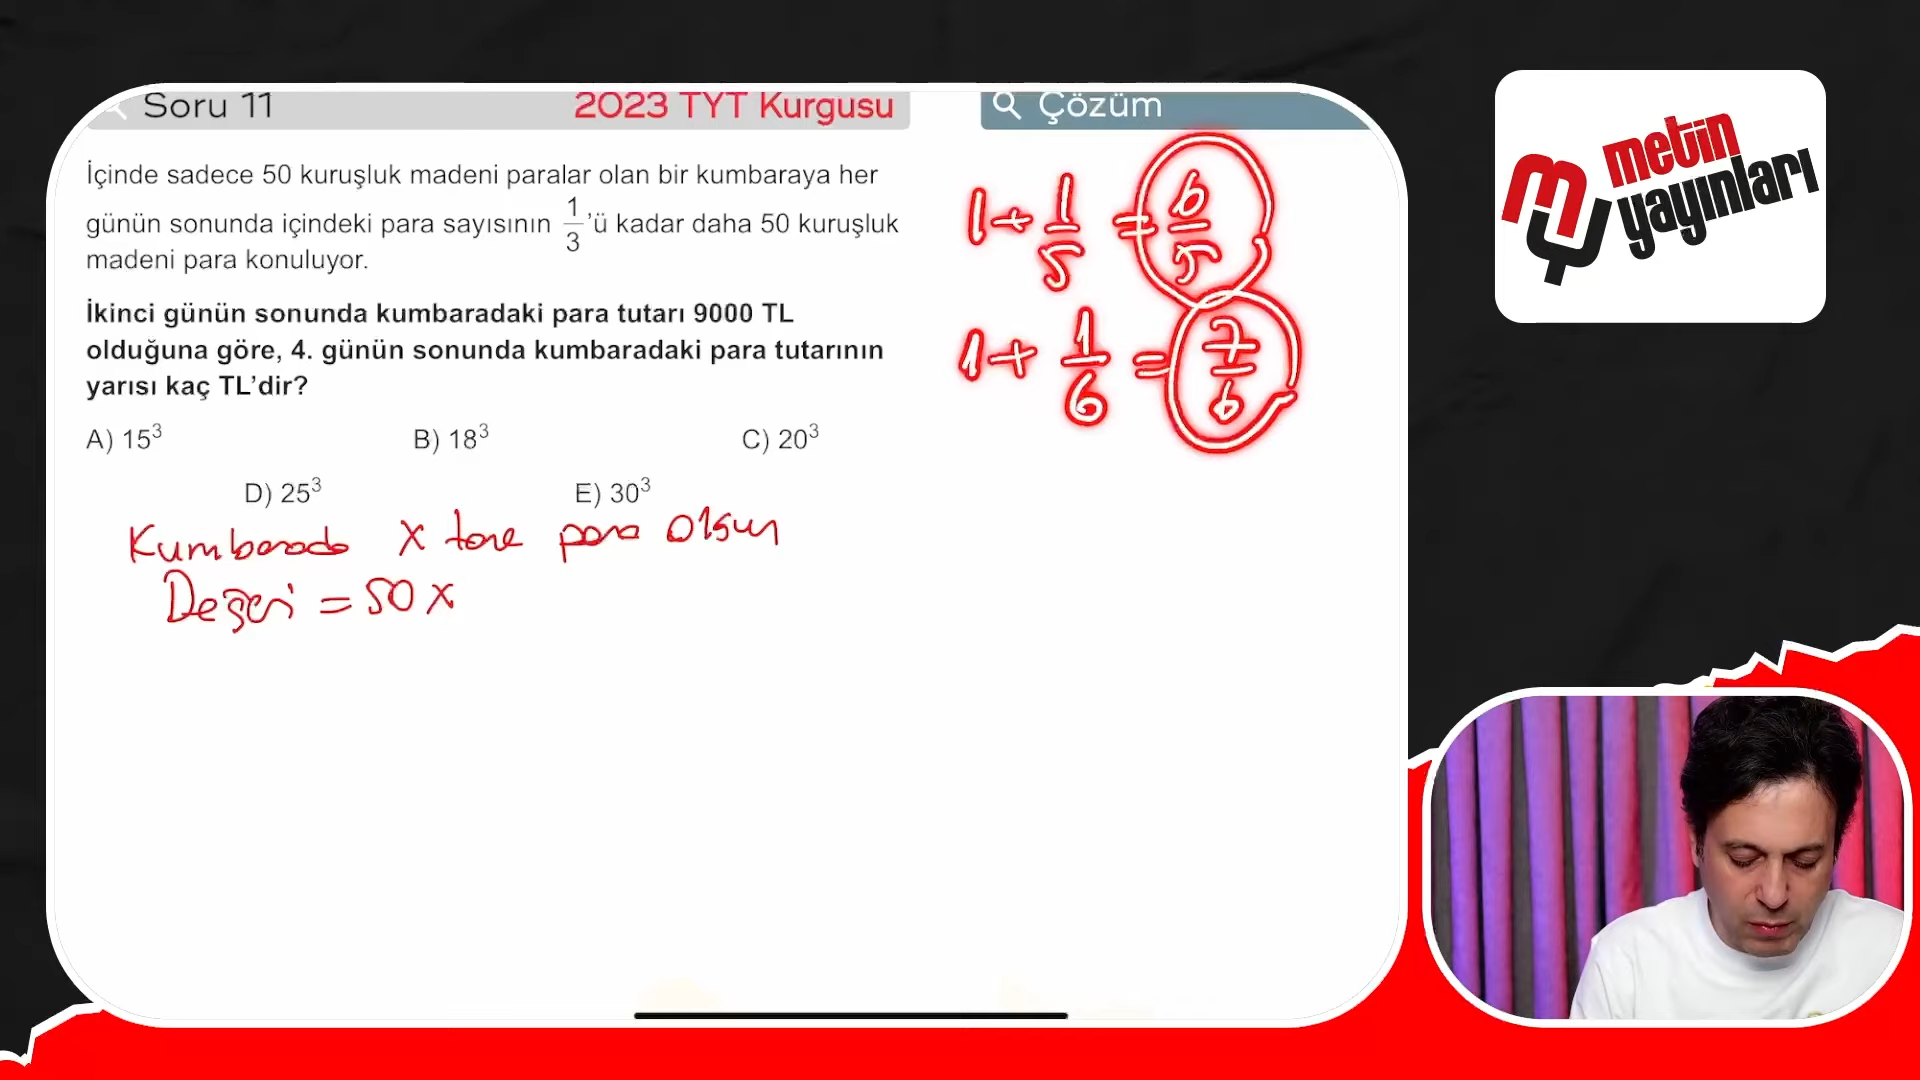 Soru 11
2023 TYT Kurgusu
Çözüm
İçinde sadece 50 kuruşluk madeni paralar olan bir kumbaraya her
günün sonunda içindeki para sayısının 1/3 'ü kadar daha 50 kuruşluk
madeni para konuluyor.
İkinci günün sonunda kumbaradaki para tutarı 9000 TL
olduğuna göre, 4. günün sonunda kumbaradaki para tutarının
yarısı kaç TL'dir?
A) 15³
B) 18³
C) 20³
D) 25³
E) 30³
Kumbarada x tane para olsun
Değeri = 50x
1 + 1/5 = 6/5
1 + 1/6 = 7/6
metin
yayınları